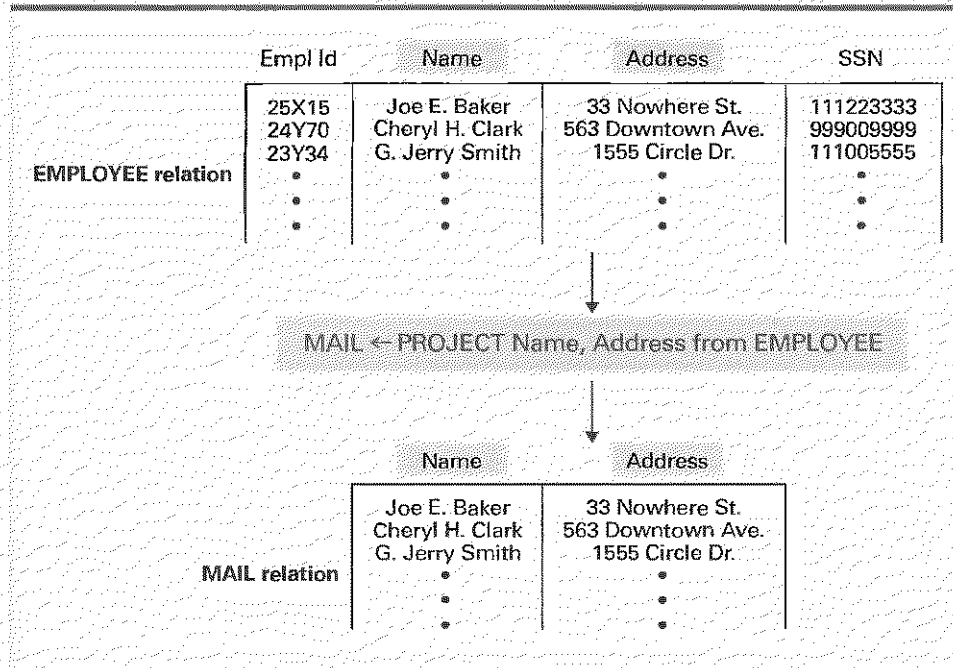 Empl Id Name Address SSN
25X15 Joe E. Baker 33 Nowhere St. 111223333
24Y70 Cheryl H. Clark 563 Downtown Ave. 999009999
23Y34 G. Jerry Smith 1555 Circle Dr. 111005555
EMPLOYEE relation
MAIL ← PROJECT Name, Address from EMPLOYEE
Name Address
Joe E. Baker 33 Nowhere St.
Cheryl H. Clark 563 Downtown Ave.
G. Jerry Smith 1555 Circle Dr.
MAIL relation